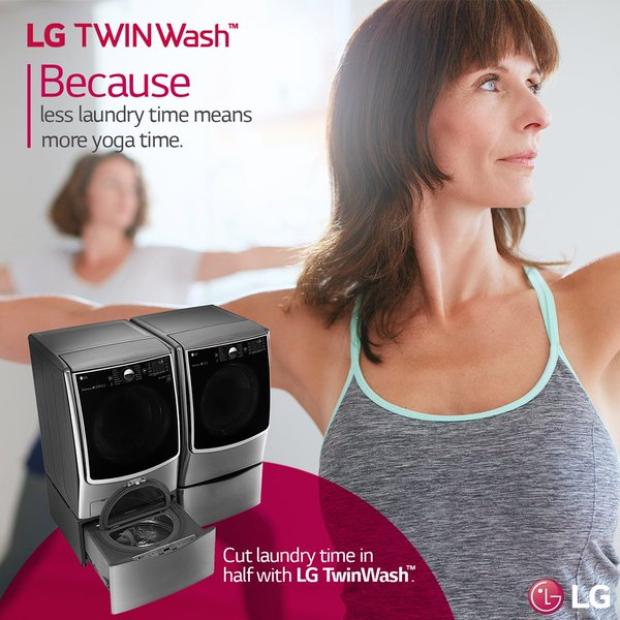 LG TWINWash™
Because
less laundry time means
more yoga time.
Cut laundry time in
half with LG TwinWash™.
LG